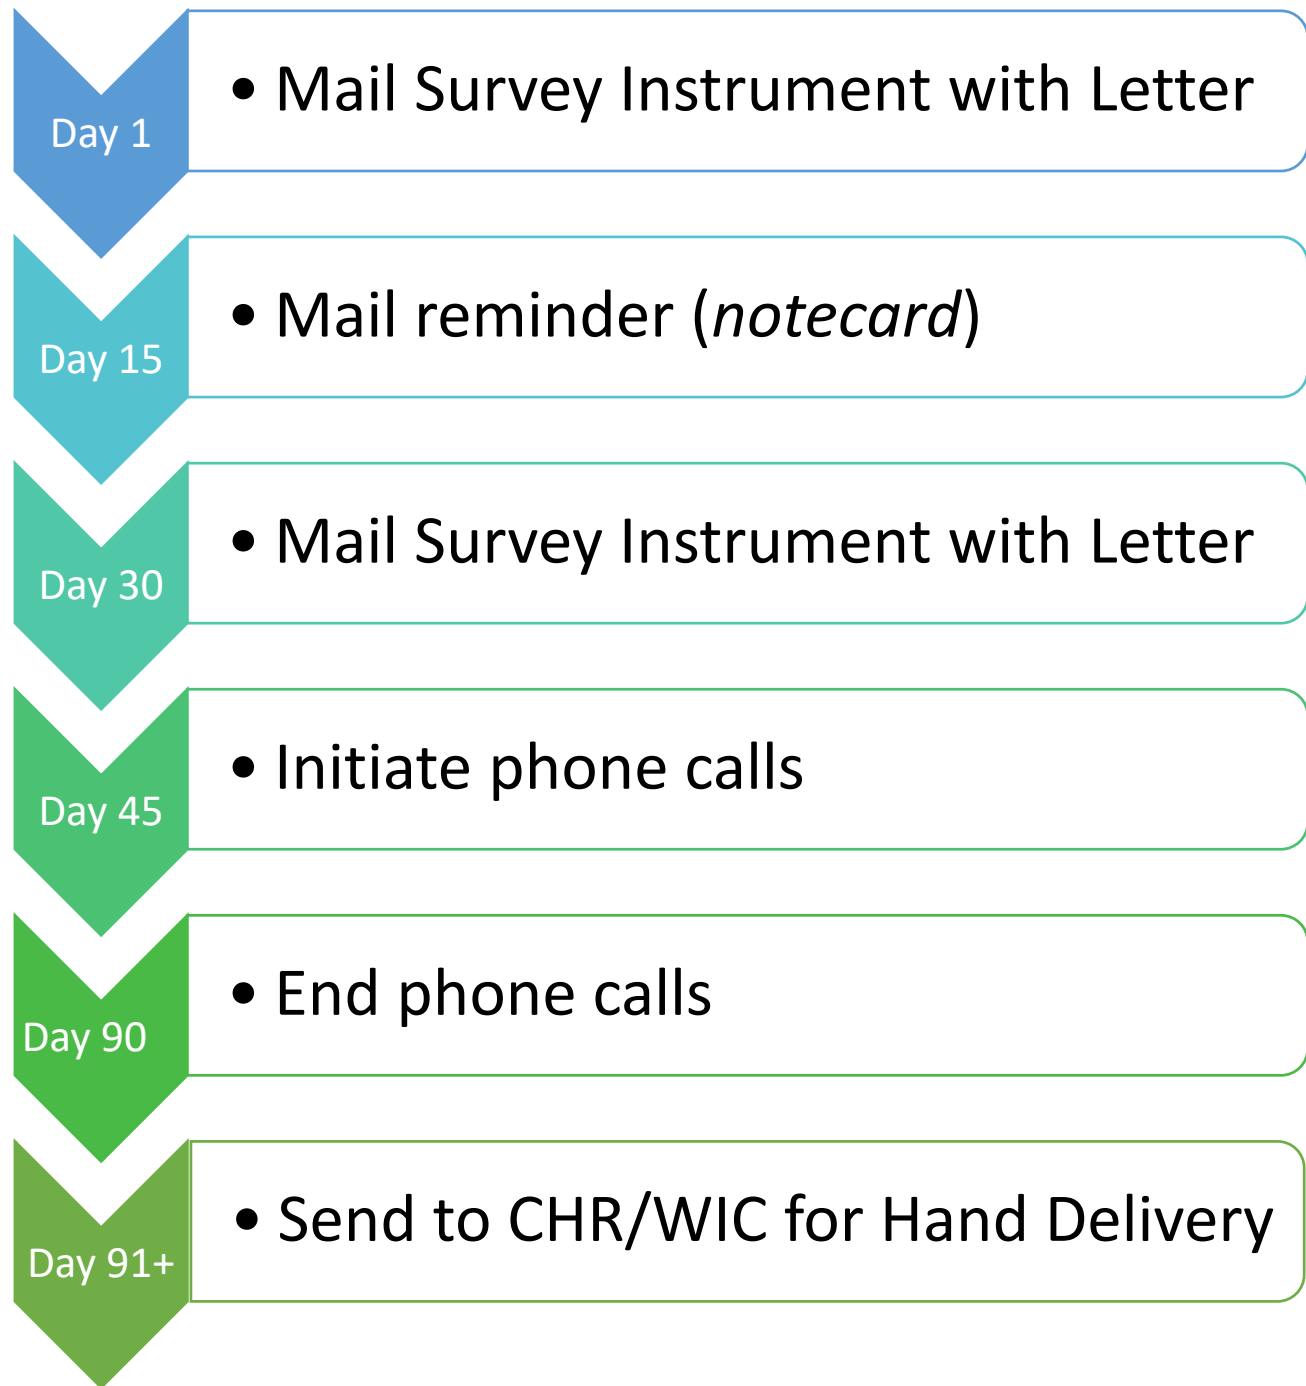 Day 1
• Mail Survey Instrument with Letter
Day 15
• Mail reminder (notecard)
Day 30
• Mail Survey Instrument with Letter
Day 45
• Initiate phone calls
Day 90
• End phone calls
Day 91+
• Send to CHR/WIC for Hand Delivery